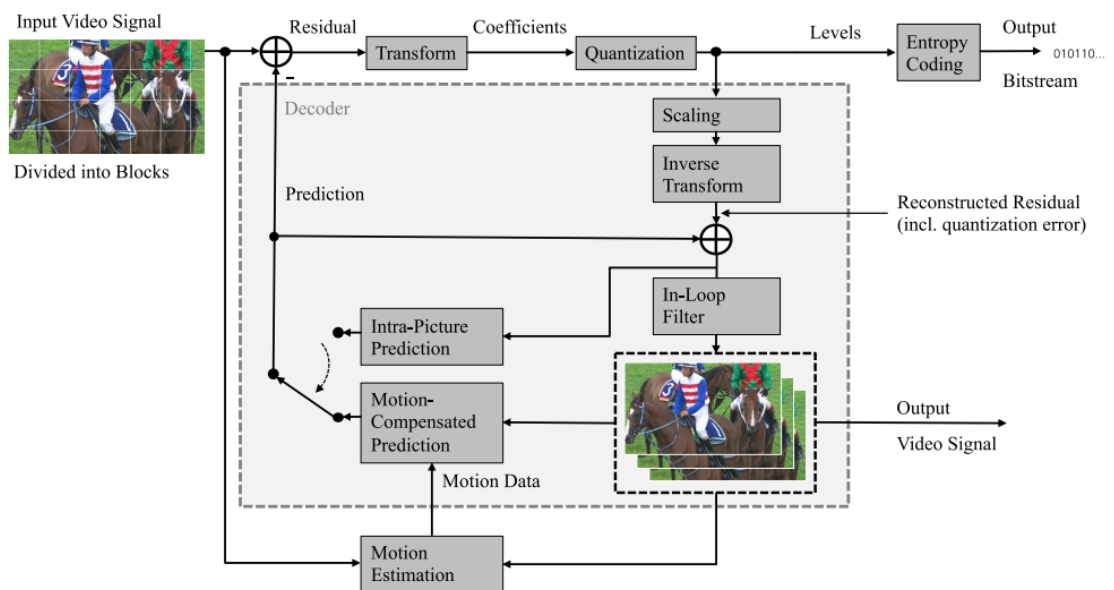 Input Video Signal
Divided into Blocks
Residual
-
Transform
Coefficients
Quantization
Levels
Entropy
Coding
Output
010110...
Bitstream
Decoder
Scaling
Inverse
Transform
Prediction
Reconstructed Residual
(incl. quantization error)
In-Loop
Filter
Intra-Picture
Prediction
Motion-
Compensated
Prediction
Output
Video Signal
Motion Data
Motion
Estimation
3
3